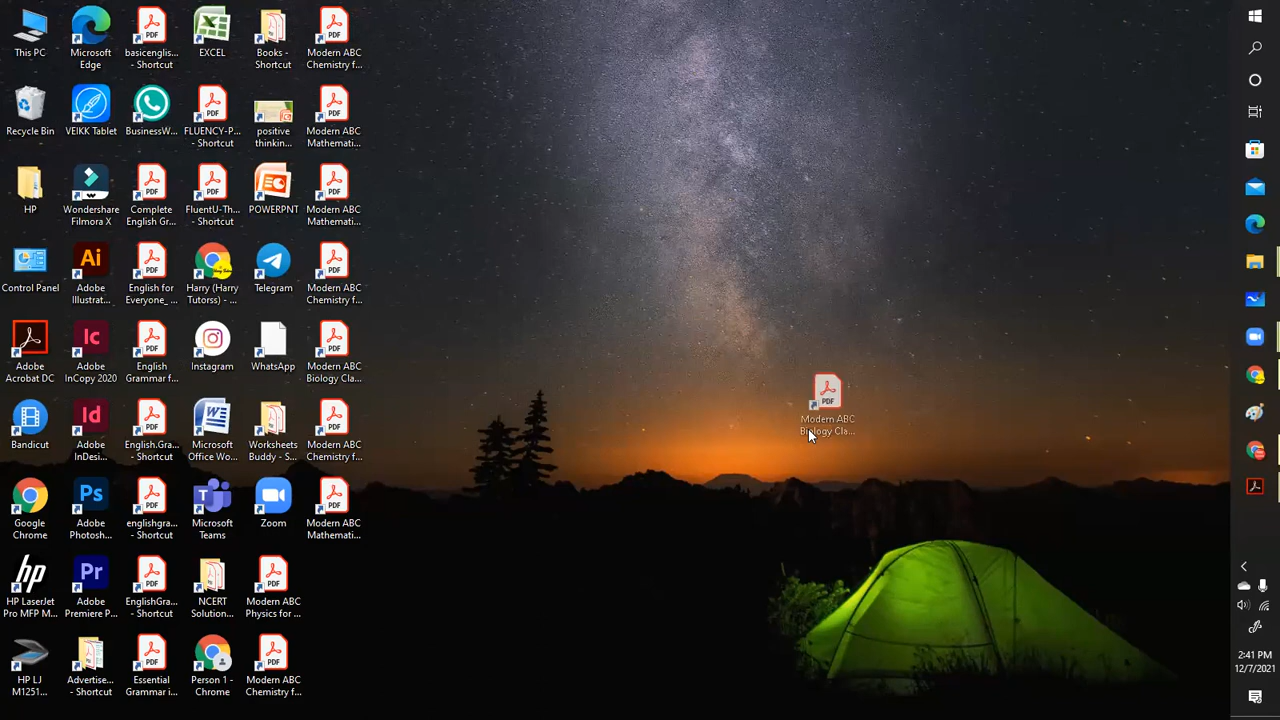 This PC
Microsoft
Edge
basicenglis...
- Shortcut
EXCEL
Books -
Shortcut
Modern ABC
Chemistry f...
Recycle Bin
VEIKK Tablet
BusinessW...
FLUENCY-P...
- Shortcut
positive
thinkin...
Modern ABC
Mathemati...
HP
Wondershare
Filmora X
Complete
English Gr...
FluentU-Th...
- Shortcut
POWERPNT
Modern ABC
Mathemati...
Control Panel
Adobe
Illustrat...
English for
Everyone_ ...
Harry (Harry
Tutorss) - ...
Telegram
Modern ABC
Chemistry f...
Adobe
Acrobat DC
Adobe
InCopy 2020
English
Grammar f...
Instagram
WhatsApp
Modern ABC
Biology Cla...
Bandicut
Adobe
InDesi...
English.Gra...
- Shortcut
Microsoft
Office Wo...
Worksheets
Buddy - S...
Modern ABC
Chemistry f...
Google
Chrome
Adobe
Photosh...
englishgra...
- Shortcut
Microsoft
Teams
Zoom
Modern ABC
Mathemati...
HP LaserJet
Pro MFP M...
Adobe
Premiere P...
EnglishGra...
- Shortcut
NCERT
Solution...
Modern ABC
Physics for ...
HP LJ
M1251...
Advertise...
- Shortcut
Essential
Grammar i...
Person 1 -
Chrome
Modern ABC
Chemistry f...
Modern ABC
Biology Cla...
2:41 PM
12/7/2021